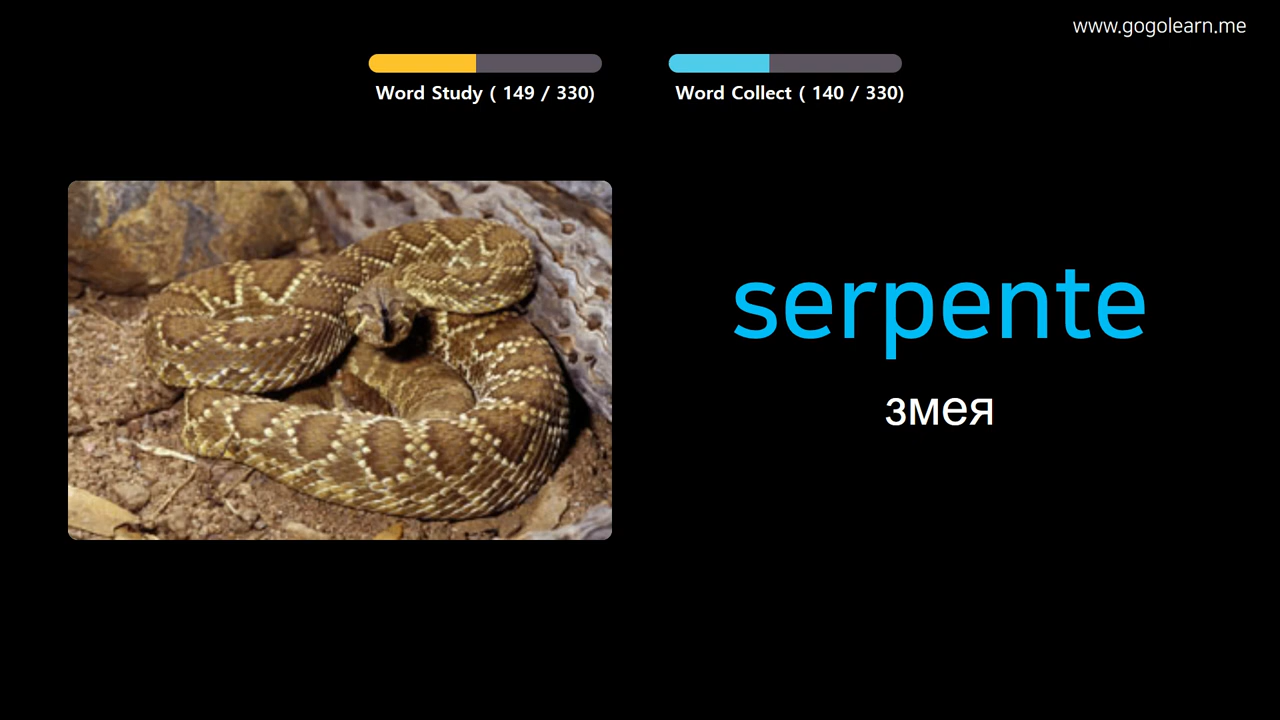 www.gogolearn.me
Word Study ( 149 / 330)
Word Collect ( 140 / 330)
serpente
змея